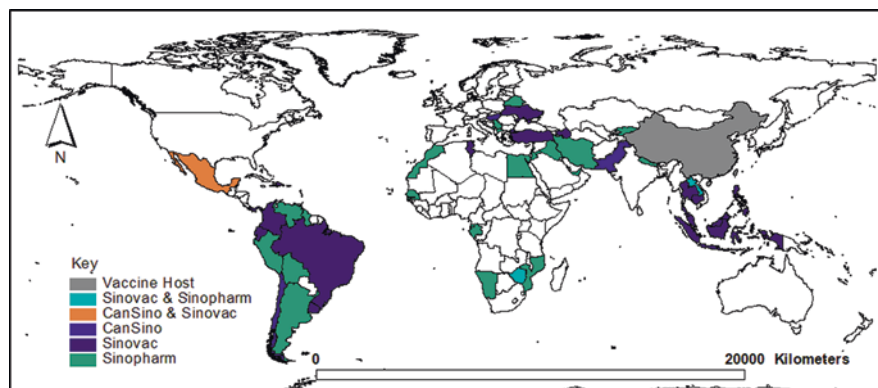 N
Key
Vaccine Host
Sinovac & Sinopharm
CanSino & Sinovac
CanSino
Sinovac
Sinopharm
0 20000 Kilometers